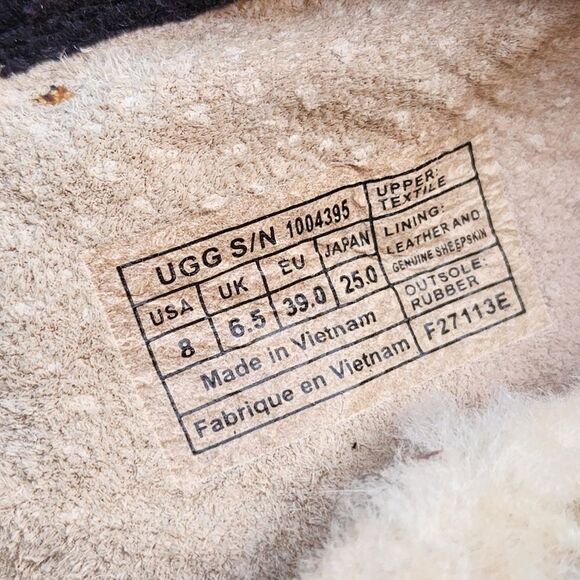 UGG S/N 1004395
USA UK EU JAPAN
8 6.5 39.0 25.0
Made in Vietnam
Fabrique en Vietnam
UPPER:
TEXTILE
LINING:
LEATHER AND
GENUINE SHEEPSKIN
OUTSOLE:
RUBBER
F27113E